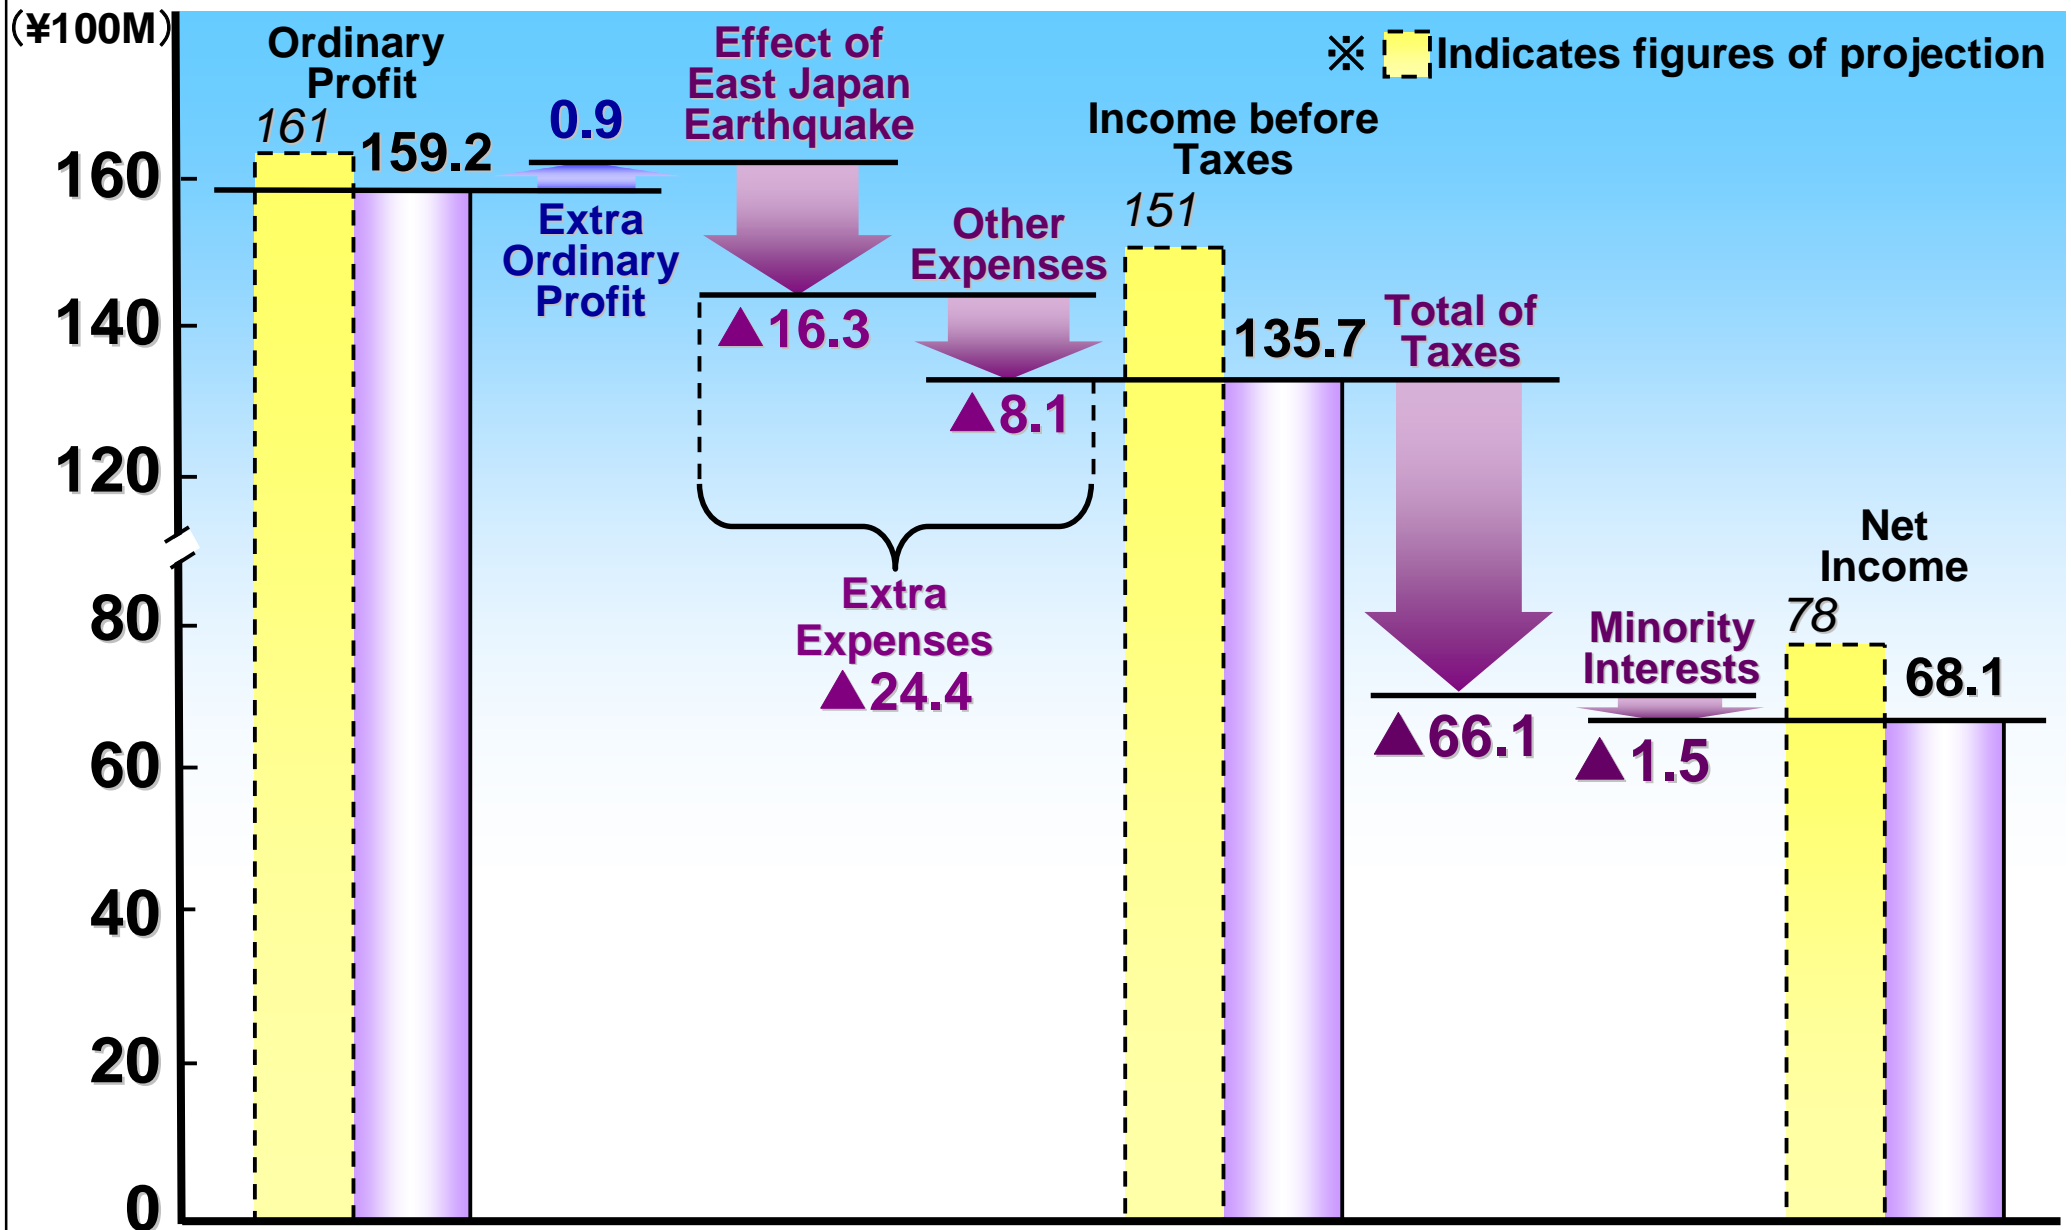 (¥100M)
※ Indicates figures of projection
Ordinary
Profit
161
159.2
0.9
Extra
Ordinary
Profit
Effect of
East Japan
Earthquake
▲16.3
Other
Expenses
▲8.1
Extra
Expenses
▲24.4
Income before
Taxes
151
135.7
Total of
Taxes
▲66.1
Minority
Interests
▲1.5
Net
Income
78
68.1
160
140
120
80
60
40
20
0